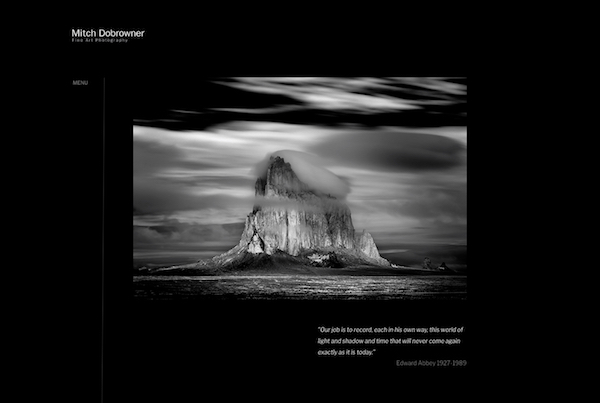 Mitch Dobrowner
Fine Art Photography
MENU
"Our job is to record, each in his own way, this world of
light and shadow and time that will never come again
exactly as it is today."
Edward Abbey 1927-1989